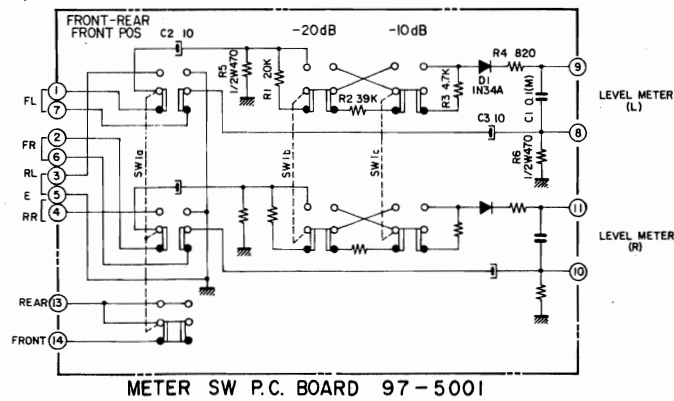 FRONT-REAR
FRONT POS
C2 10
-20dB
-10dB
R5
1/2W470
R1 20K
R2 39K
R3 4.7K
D1
1N34A
R4 820
C1 0.1(M)
9
LEVEL METER
(L)
8
C3 10
R6
1/2W470
FL
1
7
FR
2
6
RL
3
E
5
RR
4
SW1a
SW1b
SW1c
11
LEVEL METER
(R)
10
REAR
13
FRONT
14
METER SW P.C. BOARD 97-5001